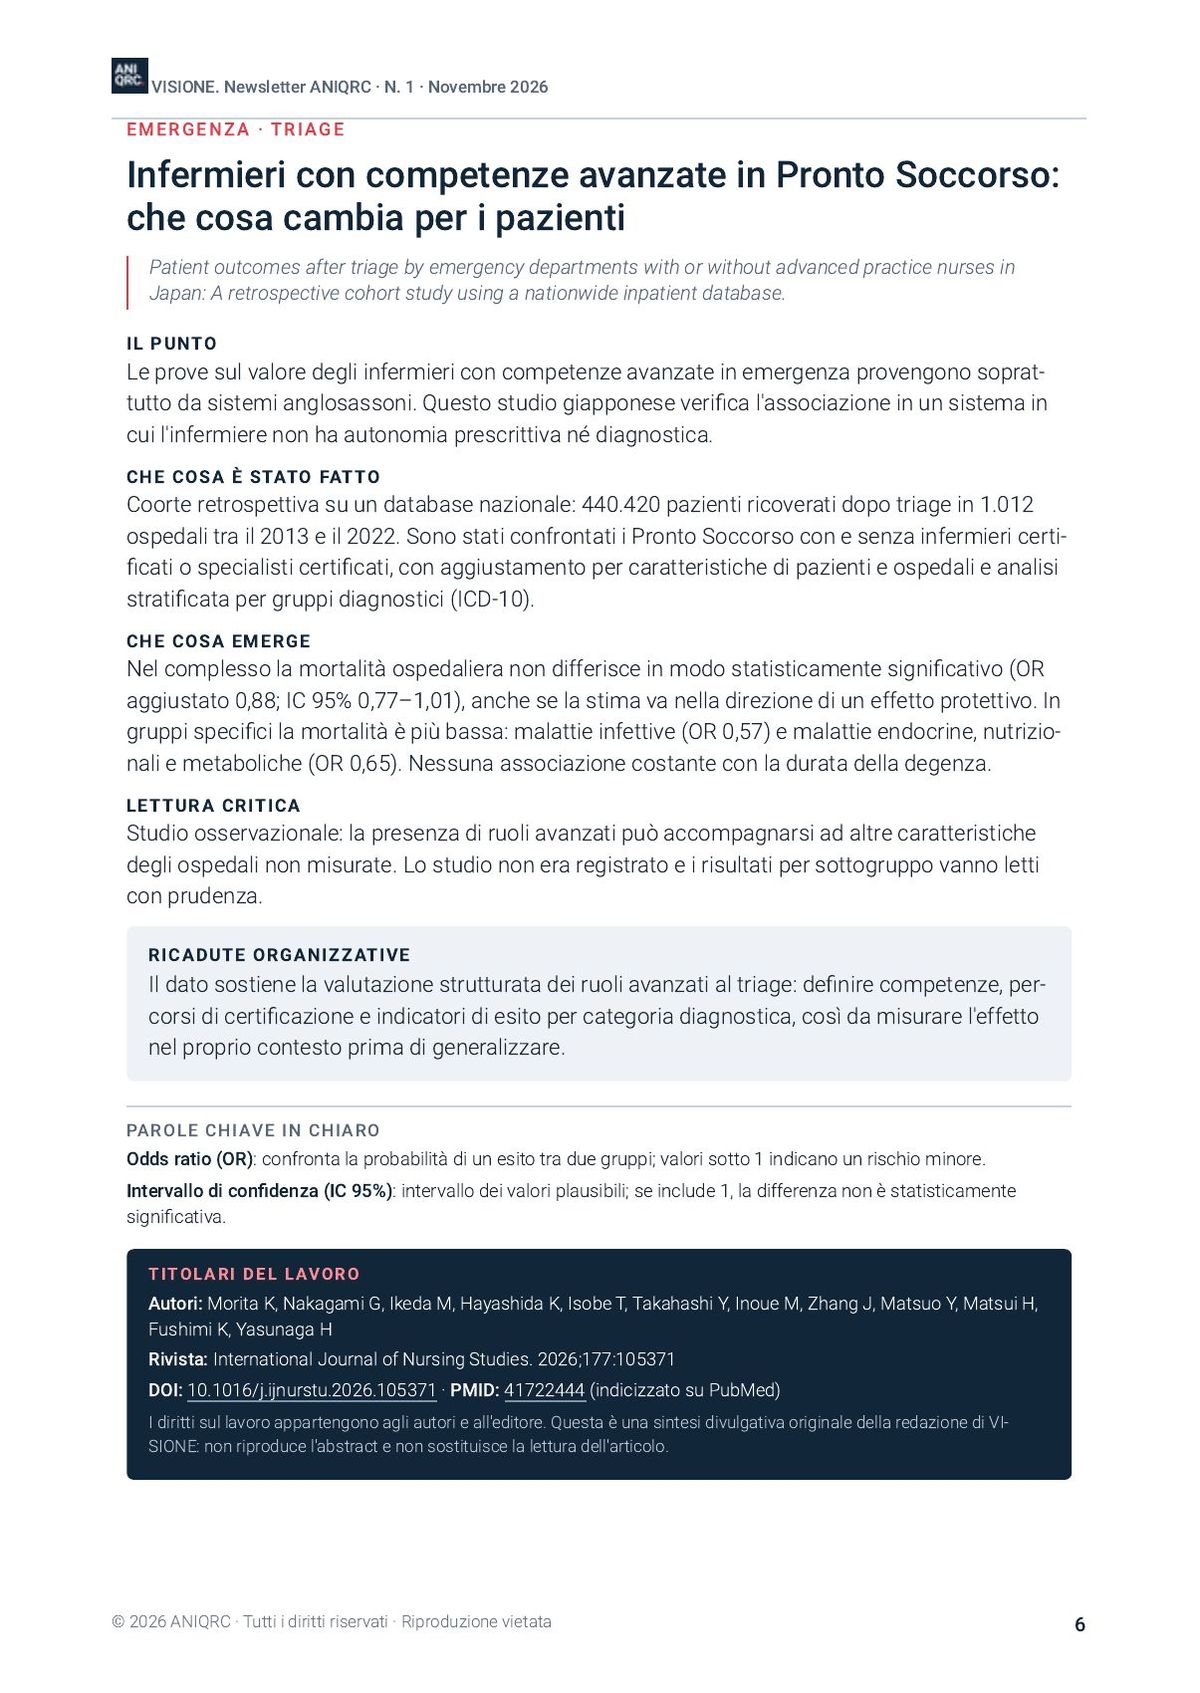 ANI
QRC
VISIONE. Newsletter ANIQRC · N. 1 · Novembre 2026
EMERGENZA · TRIAGE
Infermieri con competenze avanzate in Pronto Soccorso:
che cosa cambia per i pazienti
Patient outcomes after triage by emergency departments with or without advanced practice nurses in
Japan: A retrospective cohort study using a nationwide inpatient database.
IL PUNTO
Le prove sul valore degli infermieri con competenze avanzate in emergenza provengono soprat-
tutto da sistemi anglosassoni. Questo studio giapponese verifica l'associazione in un sistema in
cui l'infermiere non ha autonomia prescrittiva né diagnostica.
CHE COSA È STATO FATTO
Coorte retrospettiva su un database nazionale: 440.420 pazienti ricoverati dopo triage in 1.012
ospedali tra il 2013 e il 2022. Sono stati confrontati i Pronto Soccorso con e senza infermieri certi-
ficati o specialisti certificati, con aggiustamento per caratteristiche di pazienti e ospedali e analisi
stratificata per gruppi diagnostici (ICD-10).
CHE COSA EMERGE
Nel complesso la mortalità ospedaliera non differisce in modo statisticamente significativo (OR
aggiustato 0,88; IC 95% 0,77–1,01), anche se la stima va nella direzione di un effetto protettivo. In
gruppi specifici la mortalità è più bassa: malattie infettive (OR 0,57) e malattie endocrine, nutrizio-
nali e metaboliche (OR 0,65). Nessuna associazione costante con la durata della degenza.
LETTURA CRITICA
Studio osservazionale: la presenza di ruoli avanzati può accompagnarsi ad altre caratteristiche
degli ospedali non misurate. Lo studio non era registrato e i risultati per sottogruppo vanno letti
con prudenza.
RICADUTE ORGANIZZATIVE
Il dato sostiene la valutazione strutturata dei ruoli avanzati al triage: definire competenze, per-
corsi di certificazione e indicatori di esito per categoria diagnostica, così da misurare l'effetto
nel proprio contesto prima di generalizzare.
PAROLE CHIAVE IN CHIARO
Odds ratio (OR): confronta la probabilità di un esito tra due gruppi; valori sotto 1 indicano un rischio minore.
Intervallo di confidenza (IC 95%): intervallo dei valori plausibili; se include 1, la differenza non è statisticamente
significativa.
TITOLARI DEL LAVORO
Autori: Morita K, Nakagami G, Ikeda M, Hayashida K, Isobe T, Takahashi Y, Inoue M, Zhang J, Matsuo Y, Matsui H,
Fushimi K, Yasunaga H
Rivista: International Journal of Nursing Studies. 2026;177:105371
DOI: 10.1016/j.ijnurstu.2026.105371 · PMID: 41722444 (indicizzato su PubMed)
I diritti sul lavoro appartengono agli autori e all'editore. Questa è una sintesi divulgativa originale della redazione di VI-
SIONE: non riproduce l'abstract e non sostituisce la lettura dell'articolo.
© 2026 ANIQRC · Tutti i diritti riservati · Riproduzione vietata
6